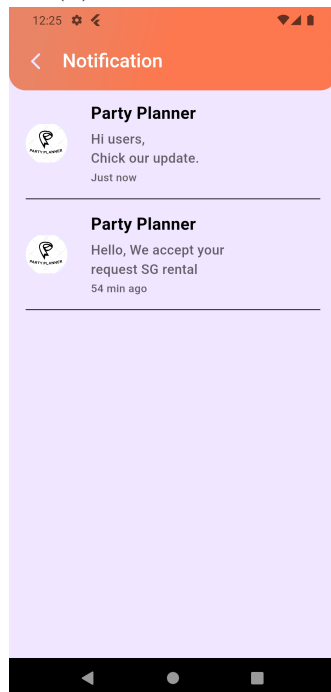 12:25
Notification
Party Planner
Hi users,
Chick our update.
Just now
PARTY PLANNER
Party Planner
Hello, We accept your
request SG rental
54 min ago
PARTY PLANNER